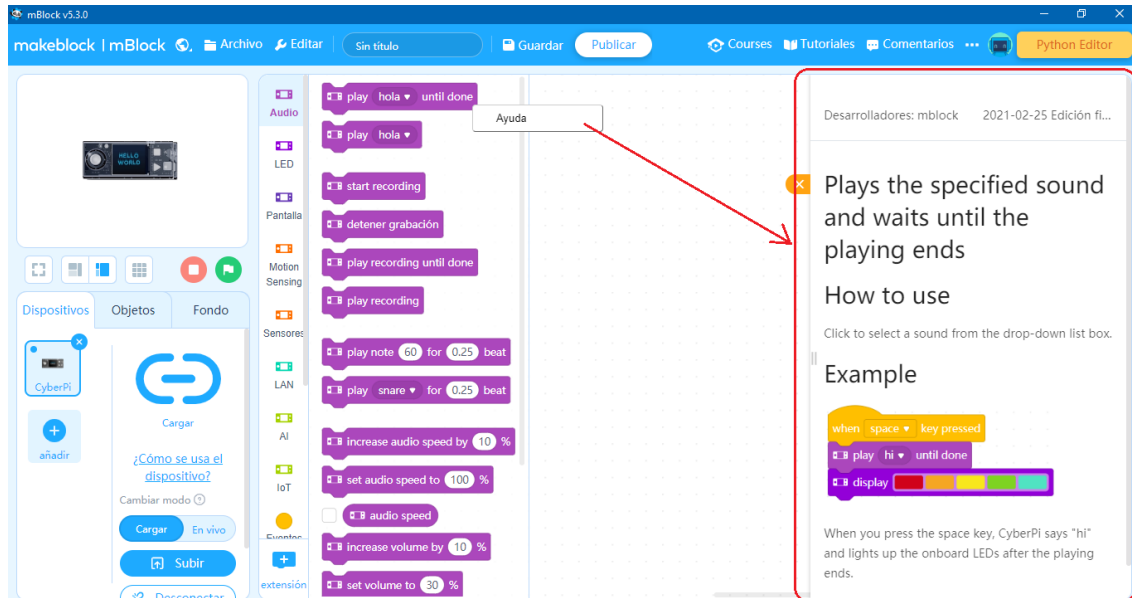 mBlock v5.3.0
makeblock | mBlock Archivo Editar Sin título Guardar Publicar Courses Tutoriales Comentarios Python Editor
HELLO
WORLD
Dispositivos Objetos Fondo
CyberPi
añadir
Cargar
¿Cómo se usa el
dispositivo?
Cambiar modo
Cargar En vivo
Subir
Desconectar
Audio
LED
Pantalla
Motion
Sensing
Sensores
LAN
AI
IoT
Eventos
extensión
play hola until done
Ayuda
play hola
start recording
detener grabación
play recording until done
play recording
play note 60 for 0.25 beat
play snare for 0.25 beat
increase audio speed by 10 %
set audio speed to 100 %
audio speed
increase volume by 10 %
set volume to 30 %
Desarrolladores: mblock 2021-02-25 Edición fi...
Plays the specified sound
and waits until the
playing ends
How to use
Click to select a sound from the drop-down list box.
Example
when space key pressed
play hi until done
display
When you press the space key, CyberPi says "hi"
and lights up the onboard LEDs after the playing
ends.